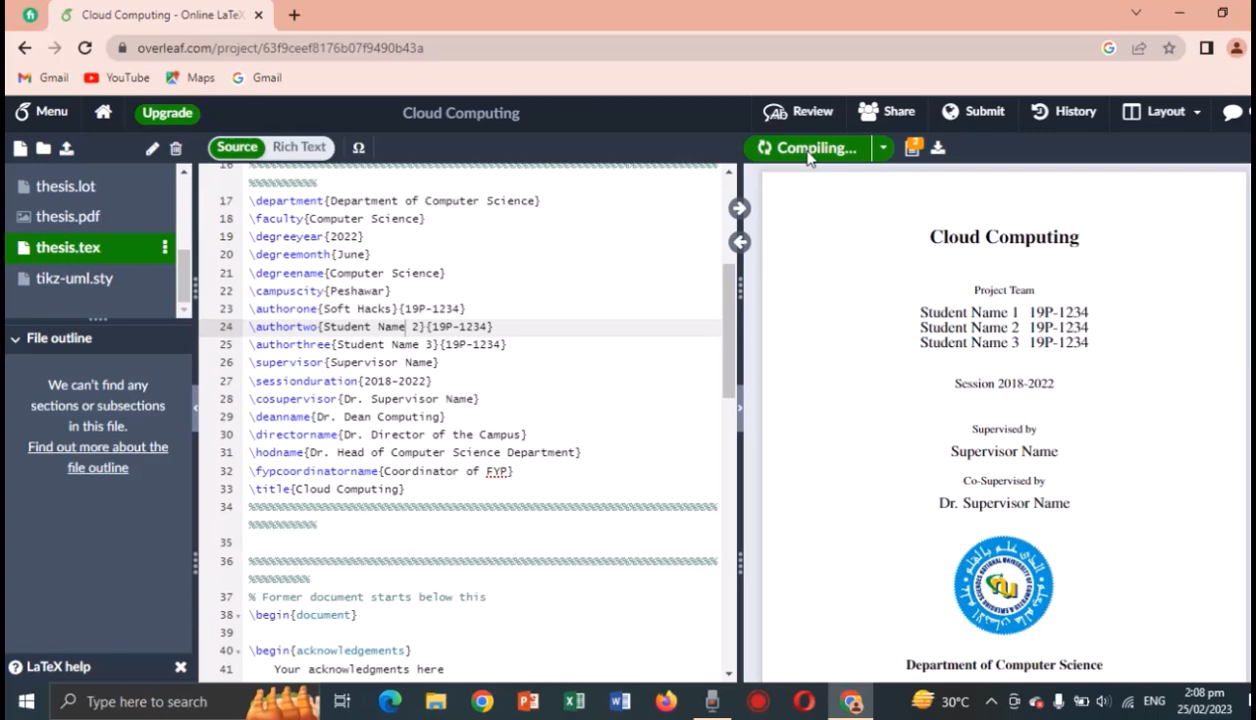 Cloud Computing - Online LaTeX
overleaf.com/project/63f9ceef8176b07f9490b43a
Gmail YouTube Maps Gmail
Menu Upgrade Cloud Computing Review Share Submit History Layout
Source Rich Text Ω Compiling... 2
thesis.lot
thesis.pdf
thesis.tex
tikz-uml.sty
File outline
We can't find any
sections or subsections
in this file.
Find out more about the
file outline
LaTeX help
16 %%%%%%%%%%%%%%%%%%%%%%%%%%%%%%%%%%%%%%%%%%%%%%%%%%%%%%%%%%%%%%%%%%%%%%%
%%%%%%%%%%
17 \department{Department of Computer Science}
18 \faculty{Computer Science}
19 \degreeyear{2022}
20 \degreemonth{June}
21 \degreename{Computer Science}
22 \campuscity{Peshawar}
23 \authorone{Soft Hacks}{19P-1234}
24 \authortwo{Student Name 2}{19P-1234}
25 \authorthree{Student Name 3}{19P-1234}
26 \supervisor{Supervisor Name}
27 \sessionduration{2018-2022}
28 \cosupervisor{Dr. Supervisor Name}
29 \deanname{Dr. Dean Computing}
30 \directorname{Dr. Director of the Campus}
31 \hodname{Dr. Head of Computer Science Department}
32 \fypcoordinatorname{Coordinator of FYP}
33 \title{Cloud Computing}
34 %%%%%%%%%%%%%%%%%%%%%%%%%%%%%%%%%%%%%%%%%%%%%%%%%%%%%%%%%%%%%%%%%%%%%%%
%%%%%%%%%%
35
36 %%%%%%%%%%%%%%%%%%%%%%%%%%%%%%%%%%%%%%%%%%%%%%%%%%%%%%%%%%%%%%%%%%%%%%%
%%%%%%%%%
37 % Former document starts below this
38 \begin{document}
39
40 \begin{acknowledgements}
41 Your acknowledgments here
Cloud Computing
Project Team
Student Name 1 19P-1234
Student Name 2 19P-1234
Student Name 3 19P-1234
Session 2018-2022
Supervised by
Supervisor Name
Co-Supervised by
Dr. Supervisor Name
Department of Computer Science
Type here to search
30°C ENG 2:08 pm
25/02/2023